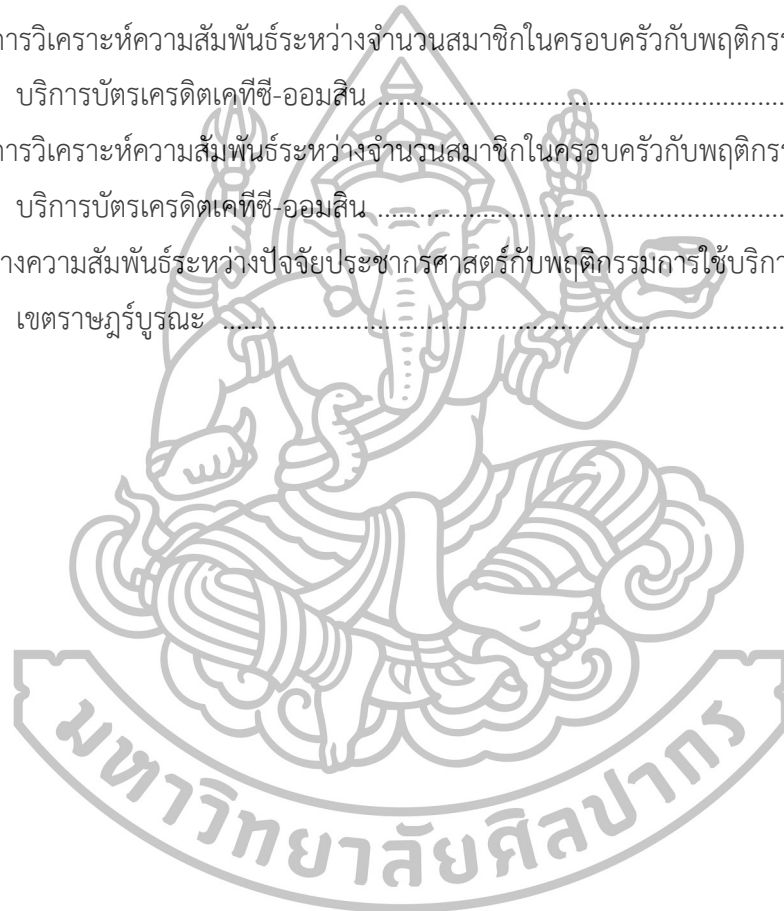 การวิเคราะห์ความสัมพันธ์ระหว่างจำนวนสมาชิกในครอบครัวกับพฤติกรร
บริการบัตรเครดิตเคทีซี-ออมสิน ..........................................................
การวิเคราะห์ความสัมพันธ์ระหว่างจำนวนสมาชิกในครอบครัวกับพฤติกรร
บริการบัตรเครดิตเคทีซี-ออมสิน ..........................................................
างความสัมพันธ์ระหว่างปัจจัยประชากรศาสตร์กับพฤติกรรมการใช้บริกา
เขตราษฎร์บูรณะ ................................................................................
มหาวิทยาลัยศิลปากร